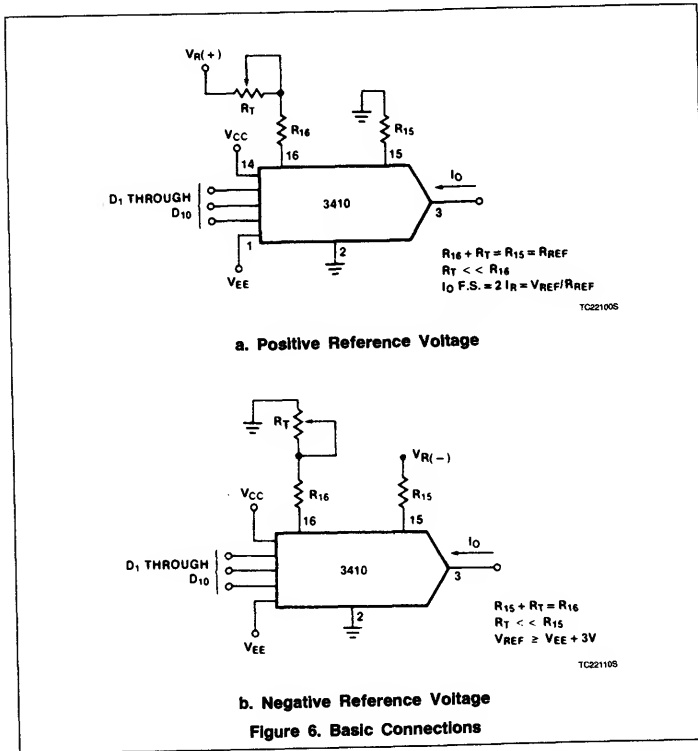 VR(+)
RT
R16
R15
VCC
14
16
15
IO
D1 THROUGH
D10
3410
3
1
2
VEE
R16 + RT = R15 = RREF
RT << R16
IO F.S. = 2 IR = VREF/RREF
TC22100S
a. Positive Reference Voltage
RT
VR(−)
R16
R15
VCC
16
15
IO
D1 THROUGH
D10
3410
3
2
VEE
R15 + RT = R16
RT << R15
VREF ≥ VEE + 3V
TC22110S
b. Negative Reference Voltage
Figure 6. Basic Connections